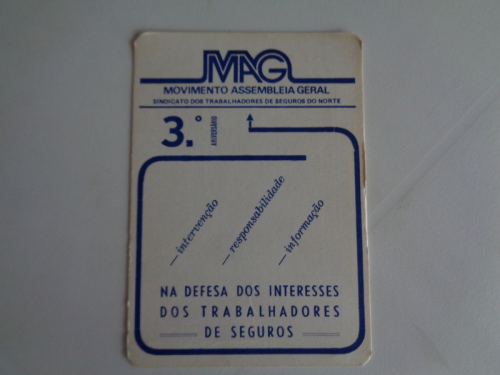 MAG
MOVIMENTO ASSEMBLEIA GERAL
SINDICATO DOS TRABALHADORES DE SEGUROS DO NORTE
3.º ANIVERSÁRIO
— intervenção
— responsabilidade
— informação
NA DEFESA DOS INTERESSES
DOS TRABALHADORES
DE SEGUROS